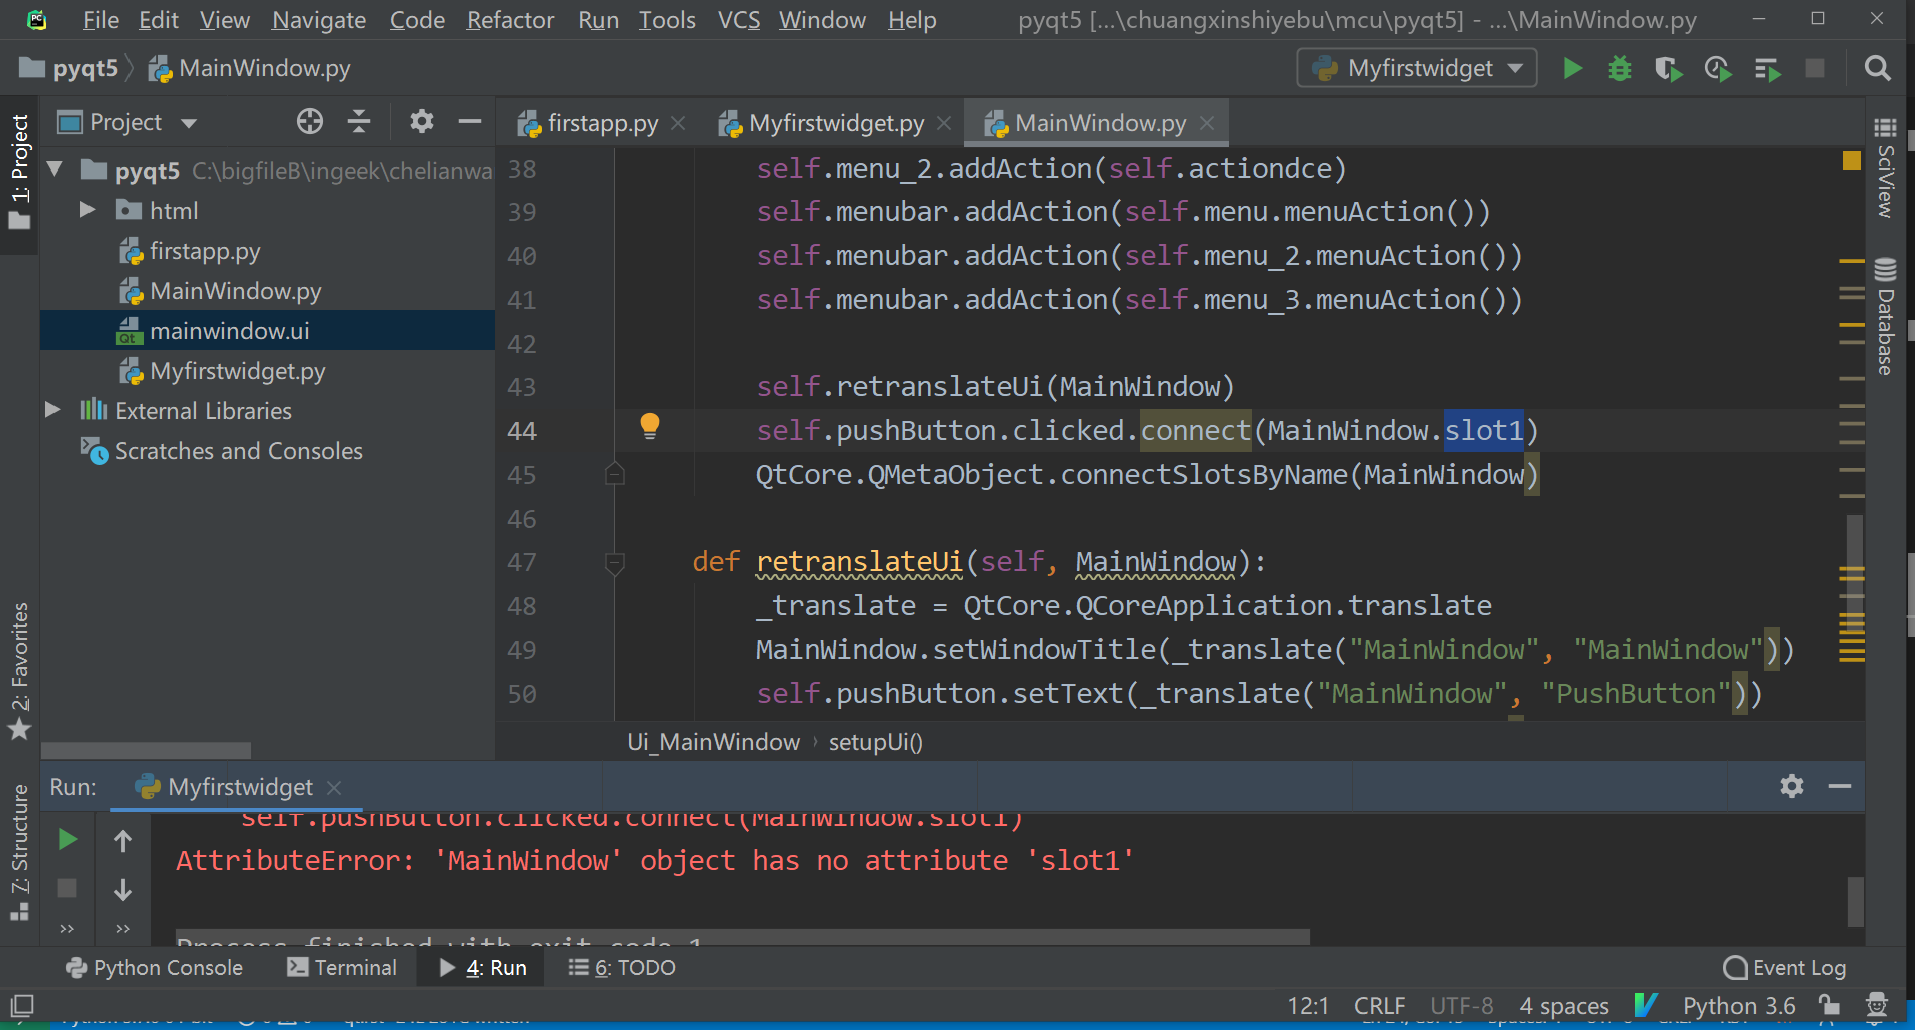 File Edit View Navigate Code Refactor Run Tools VCS Window Help pyqt5 [...\chuangxinshiyebu\mcu\pyqt5] - ...\MainWindow.py
pyqt5 MainWindow.py Myfirstwidget
Project firstapp.py Myfirstwidget.py MainWindow.py
1: Project
pyqt5 C:\bigfileB\ingeek\chelianwa
html
firstapp.py
MainWindow.py
mainwindow.ui
Myfirstwidget.py
External Libraries
Scratches and Consoles
38 self.menu_2.addAction(self.actiondce)
39 self.menubar.addAction(self.menu.menuAction())
40 self.menubar.addAction(self.menu_2.menuAction())
41 self.menubar.addAction(self.menu_3.menuAction())
42
43 self.retranslateUi(MainWindow)
44 self.pushButton.clicked.connect(MainWindow.slot1)
45 QtCore.QMetaObject.connectSlotsByName(MainWindow)
46
47 def retranslateUi(self, MainWindow):
48 _translate = QtCore.QCoreApplication.translate
49 MainWindow.setWindowTitle(_translate("MainWindow", "MainWindow"))
50 self.pushButton.setText(_translate("MainWindow", "PushButton"))
Ui_MainWindow › setupUi()
SciView
Database
2: Favorites
7: Structure
Run: Myfirstwidget
self.pushButton.clicked.connect(MainWindow.slot1)
AttributeError: 'MainWindow' object has no attribute 'slot1'
Process finished with exit code 1
Python Console Terminal 4: Run 6: TODO Event Log
12:1 CRLF UTF-8 4 spaces Python 3.6